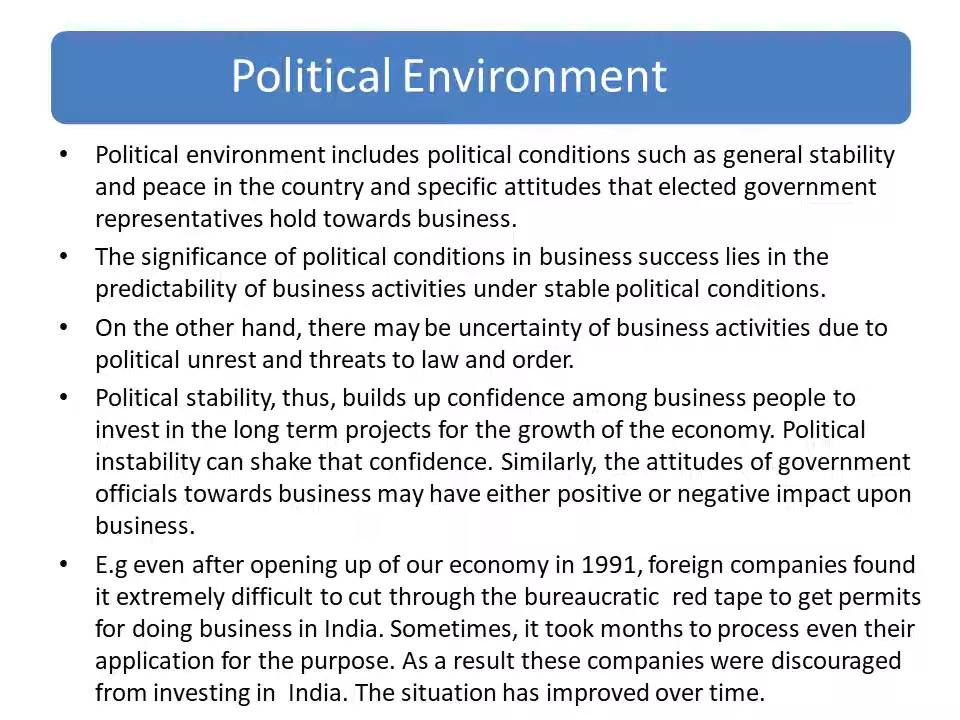 Political Environment
• Political environment includes political conditions such as general stability
and peace in the country and specific attitudes that elected government
representatives hold towards business.
• The significance of political conditions in business success lies in the
predictability of business activities under stable political conditions.
• On the other hand, there may be uncertainty of business activities due to
political unrest and threats to law and order.
• Political stability, thus, builds up confidence among business people to
invest in the long term projects for the growth of the economy. Political
instability can shake that confidence. Similarly, the attitudes of government
officials towards business may have either positive or negative impact upon
business.
• E.g even after opening up of our economy in 1991, foreign companies found
it extremely difficult to cut through the bureaucratic  red tape to get permits
for doing business in India. Sometimes, it took months to process even their
application for the purpose. As a result these companies were discouraged
from investing in  India. The situation has improved over time.